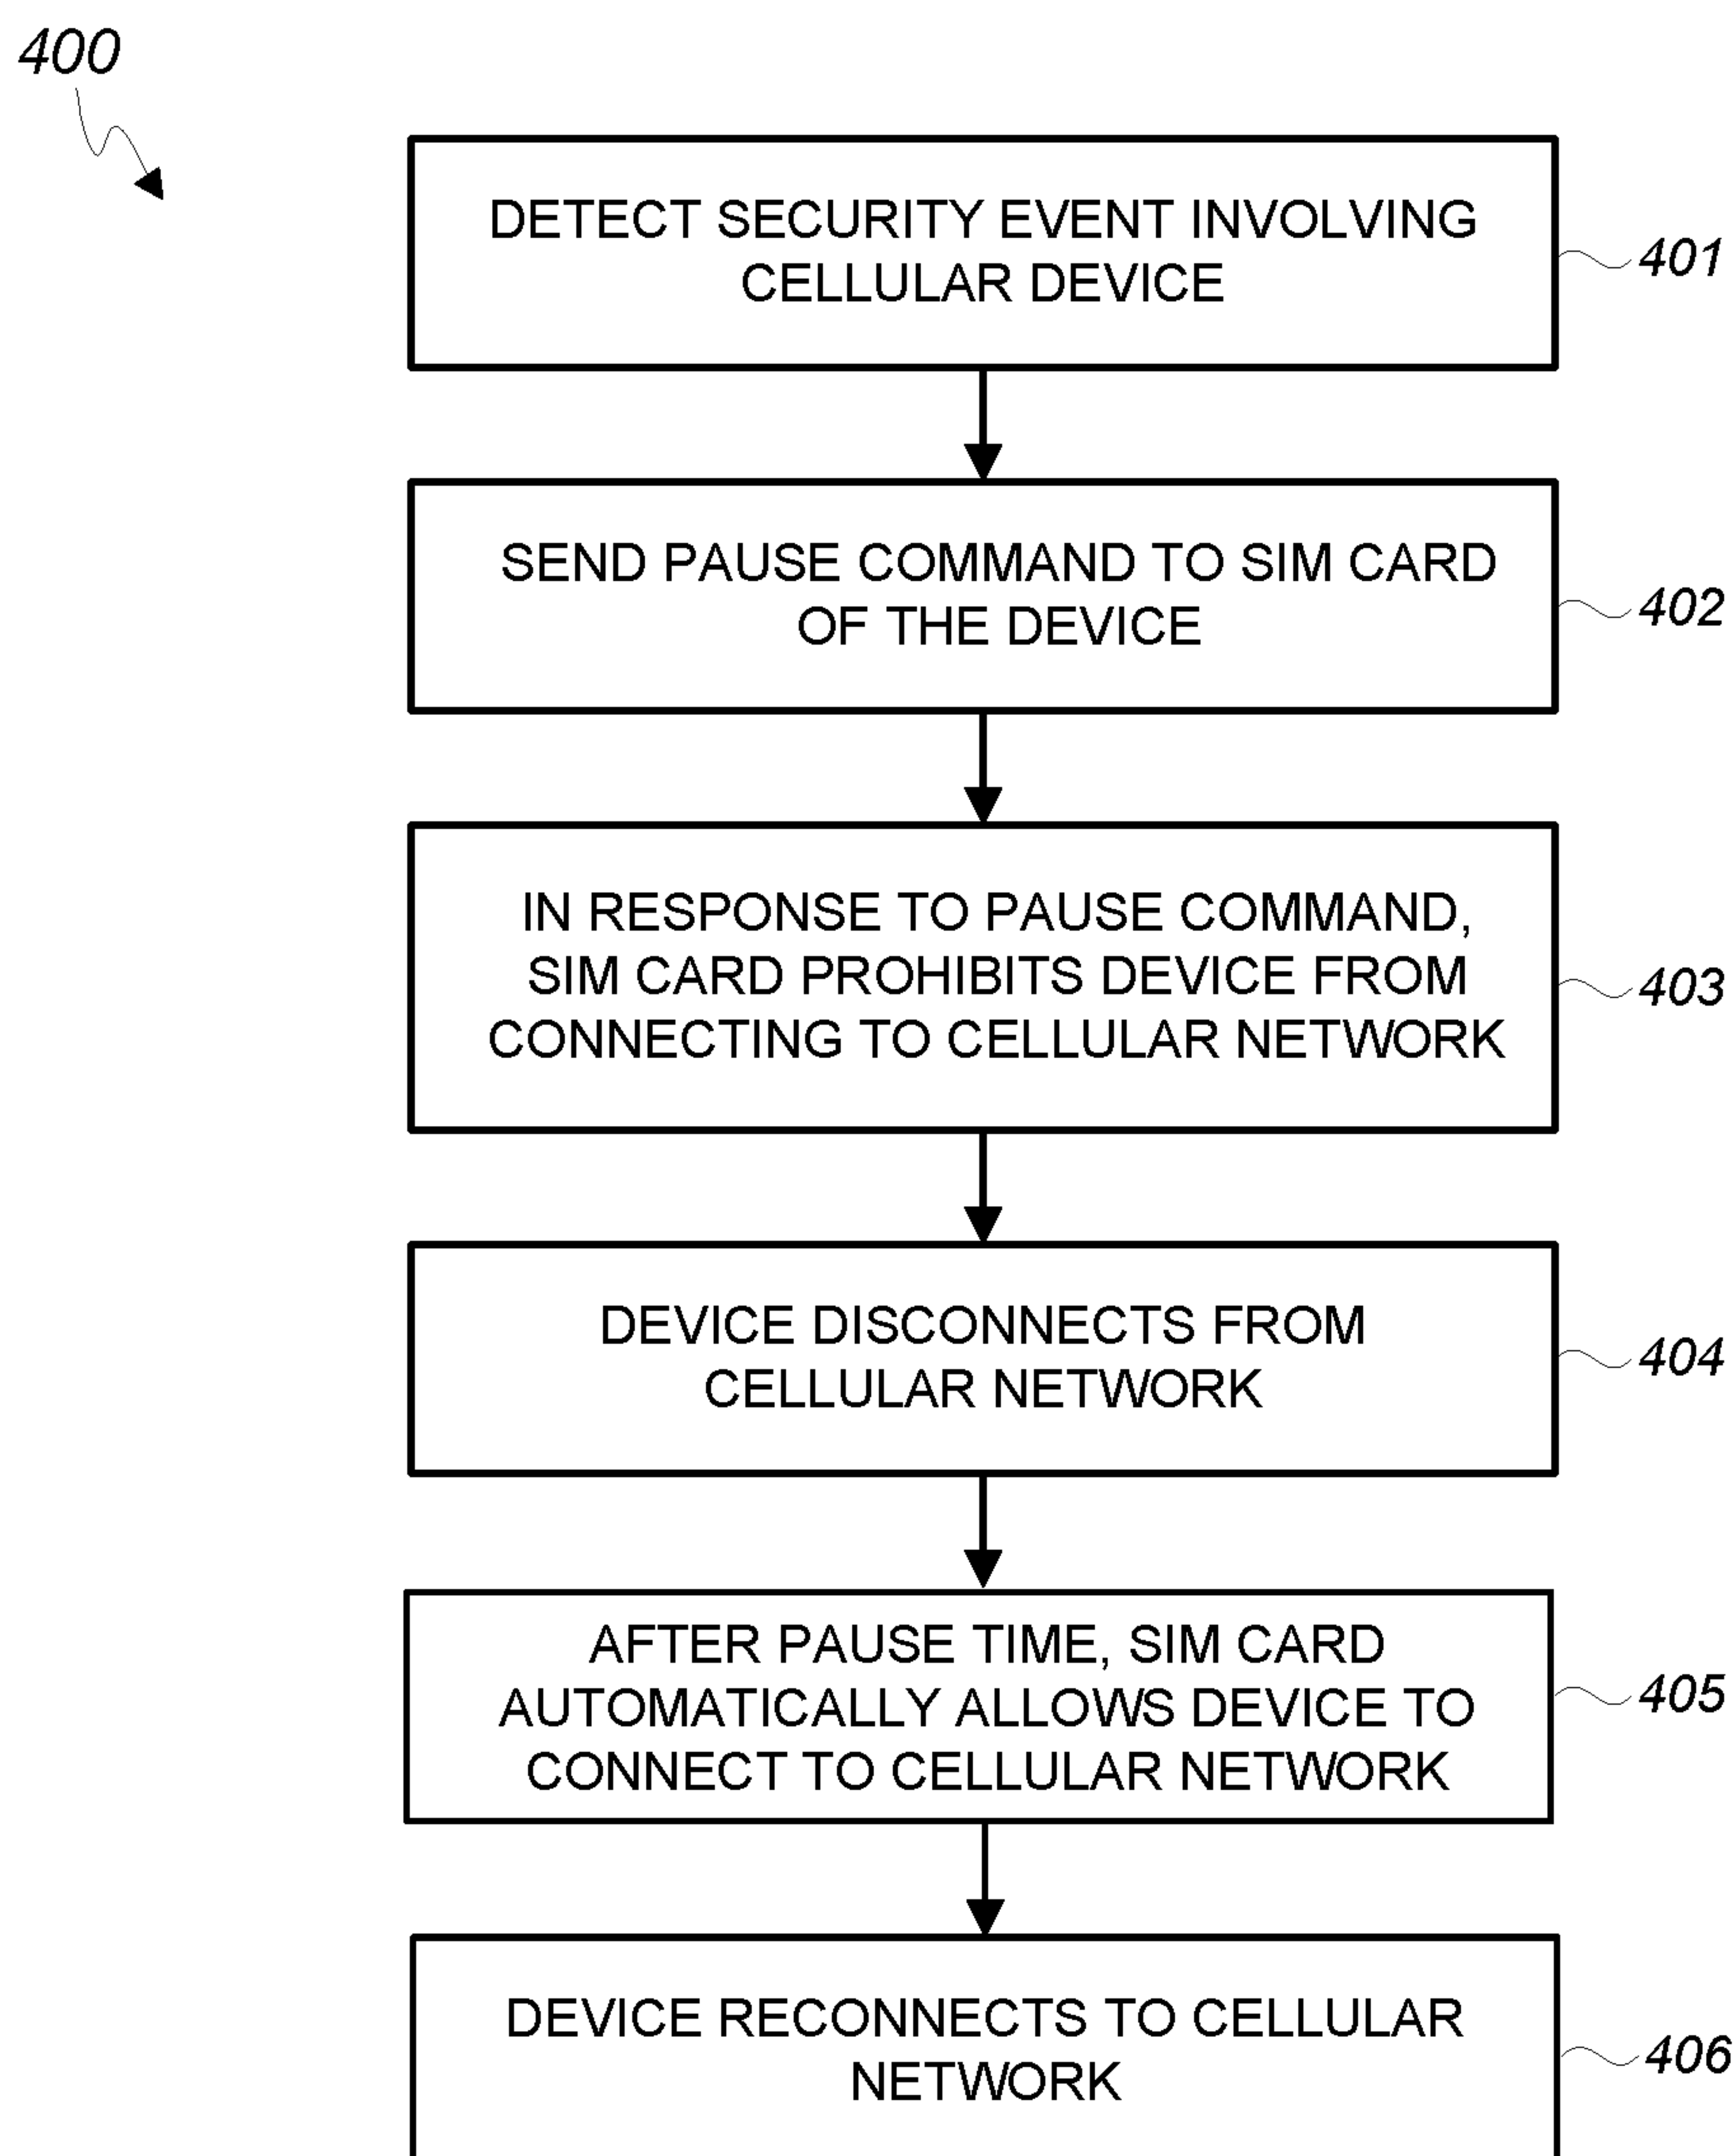 400
DETECT SECURITY EVENT INVOLVING
CELLULAR DEVICE
401
SEND PAUSE COMMAND TO SIM CARD
OF THE DEVICE
402
IN RESPONSE TO PAUSE COMMAND,
SIM CARD PROHIBITS DEVICE FROM
CONNECTING TO CELLULAR NETWORK
403
DEVICE DISCONNECTS FROM
CELLULAR NETWORK
404
AFTER PAUSE TIME, SIM CARD
AUTOMATICALLY ALLOWS DEVICE TO
CONNECT TO CELLULAR NETWORK
405
DEVICE RECONNECTS TO CELLULAR
NETWORK
406